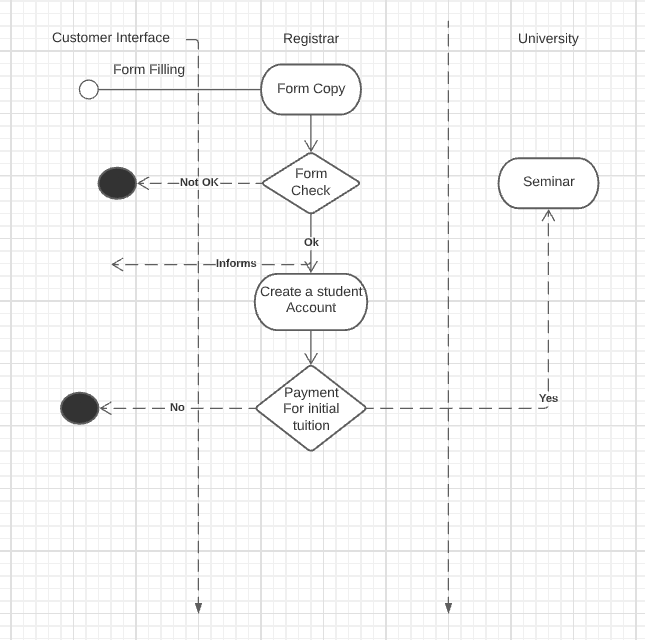 Customer Interface
Registrar
University
Form Filling
Form Copy
Form
Check
Not OK
Seminar
Ok
Informs
Create a student
Account
Payment
For initial
tuition
No
Yes